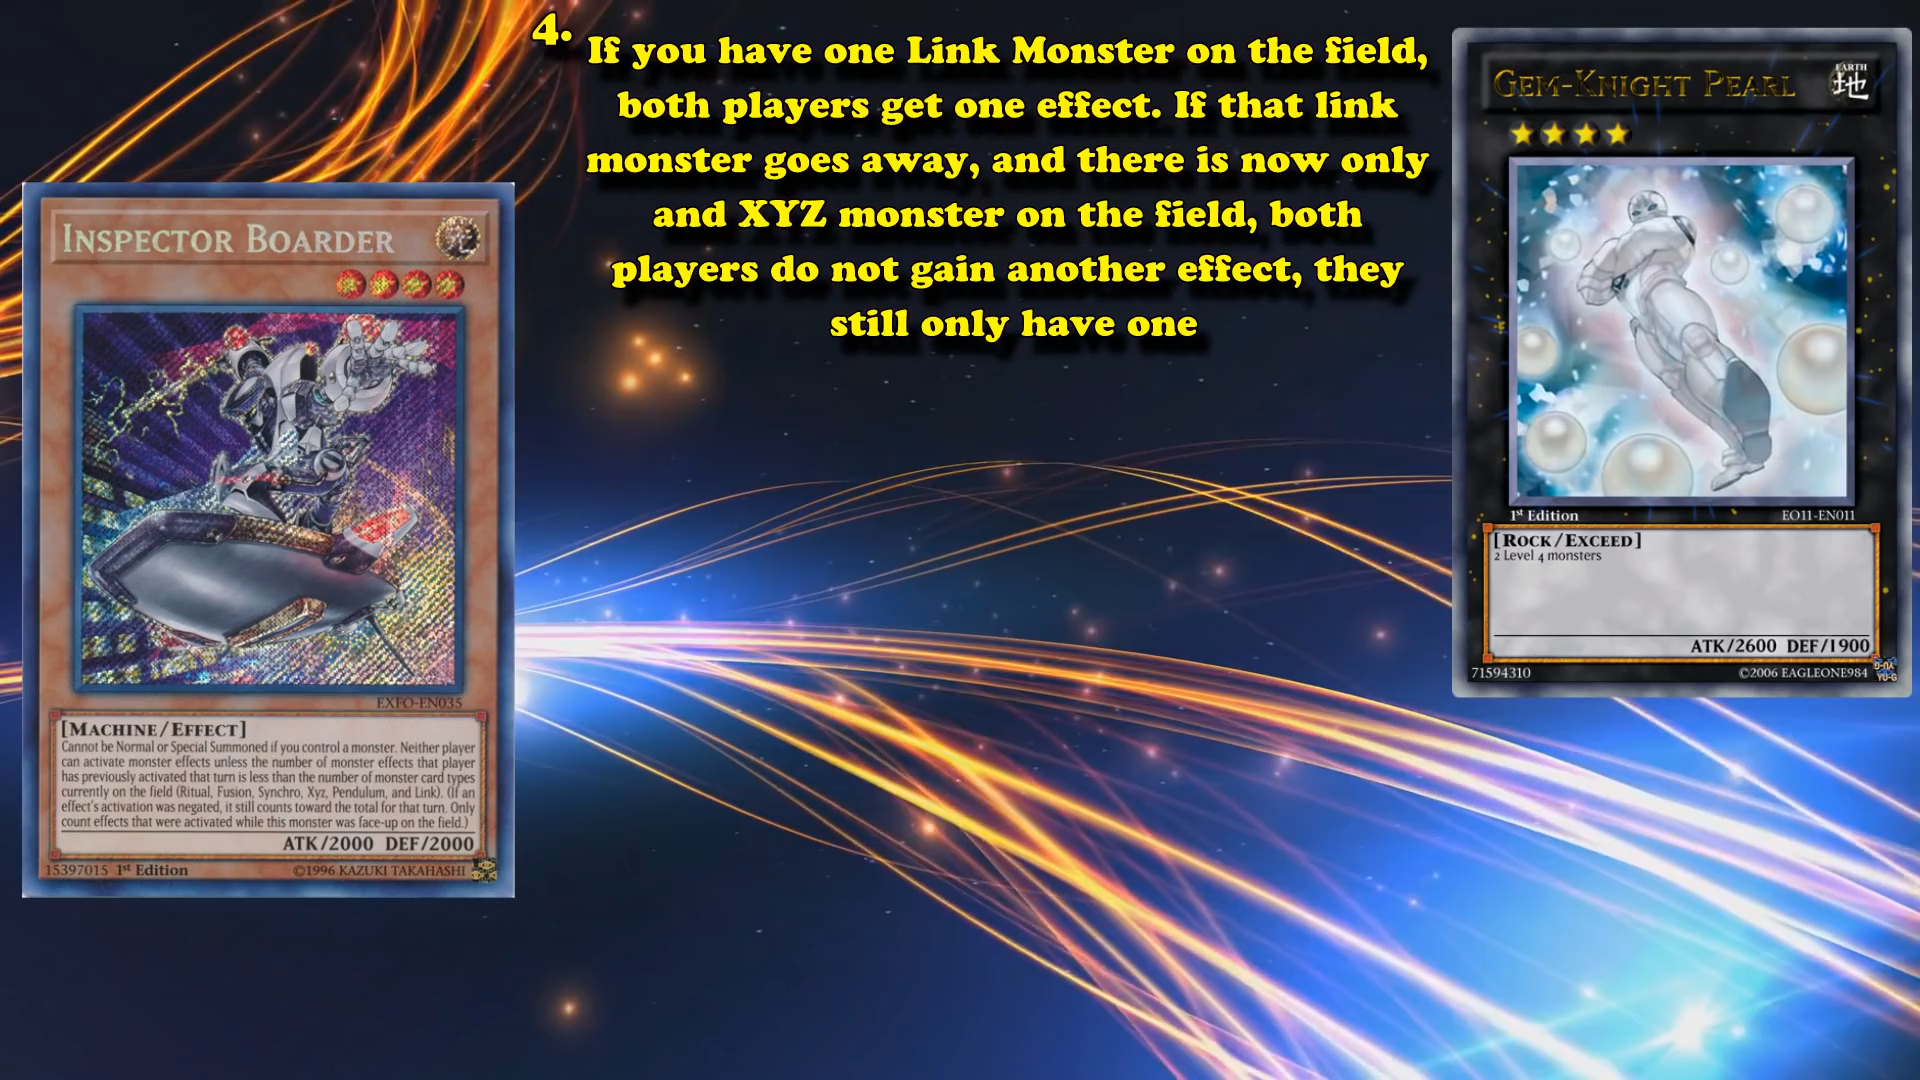 4.
If you have one Link Monster on the field,
both players get one effect. If that link
monster goes away, and there is now only
and XYZ monster on the field, both
players do not gain another effect, they
still only have one
INSPECTOR BOARDER
EXFO-EN035
[MACHINE/EFFECT]
Cannot be Normal or Special Summoned if you control a monster. Neither player
can activate monster effects unless the number of monster effects that player
has previously activated that turn is less than the number of monster card types
currently on the field (Ritual, Fusion, Synchro, Xyz, Pendulum, and Link). (If an
effect's activation was negated, it still counts toward the total for that turn. Only
count effects that were activated while this monster was face-up on the field.)
ATK/2000 DEF/2000
15397015 1st Edition ©1996 KAZUKI TAKAHASHI
GEM-KNIGHT PEARL
EARTH
地
1st Edition EO11-EN011
[ROCK/EXCEED]
2 Level 4 monsters
ATK/2600 DEF/1900
71594310 ©2006 EAGLEONE984